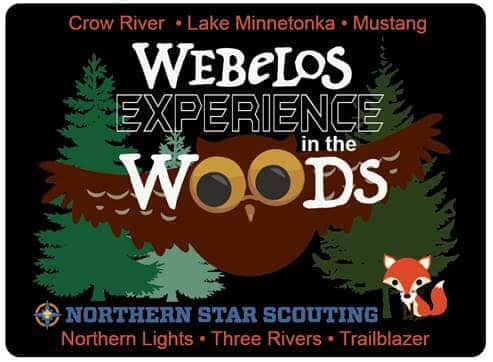 Crow River • Lake Minnetonka • Mustang
WEBeLOS
EXPERIENCE
in the
WOODS
NORTHERN STAR SCOUTING
Northern Lights • Three Rivers • Trailblazer